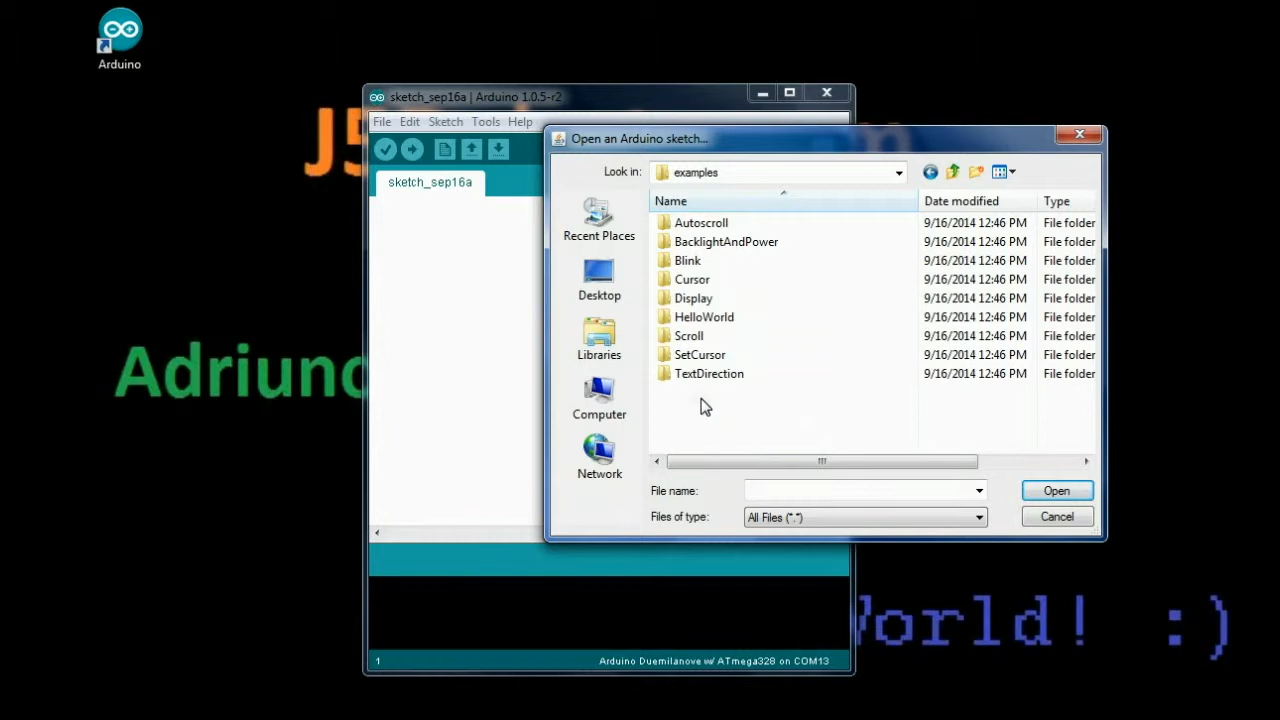 Arduino
sketch_sep16a | Arduino 1.0.5-r2
File Edit Sketch Tools Help
sketch_sep16a
Open an Arduino sketch...
Look in: examples
Name Date modified Type
Recent Places
Desktop
Libraries
Computer
Network
Autoscroll 9/16/2014 12:46 PM File folder
BacklightAndPower 9/16/2014 12:46 PM File folder
Blink 9/16/2014 12:46 PM File folder
Cursor 9/16/2014 12:46 PM File folder
Display 9/16/2014 12:46 PM File folder
HelloWorld 9/16/2014 12:46 PM File folder
Scroll 9/16/2014 12:46 PM File folder
SetCursor 9/16/2014 12:46 PM File folder
TextDirection 9/16/2014 12:46 PM File folder
File name: Open
Files of type: All Files (*.*) Cancel
Adriuno
World! :)
1 Arduino Duemilanove w/ ATmega328 on COM13